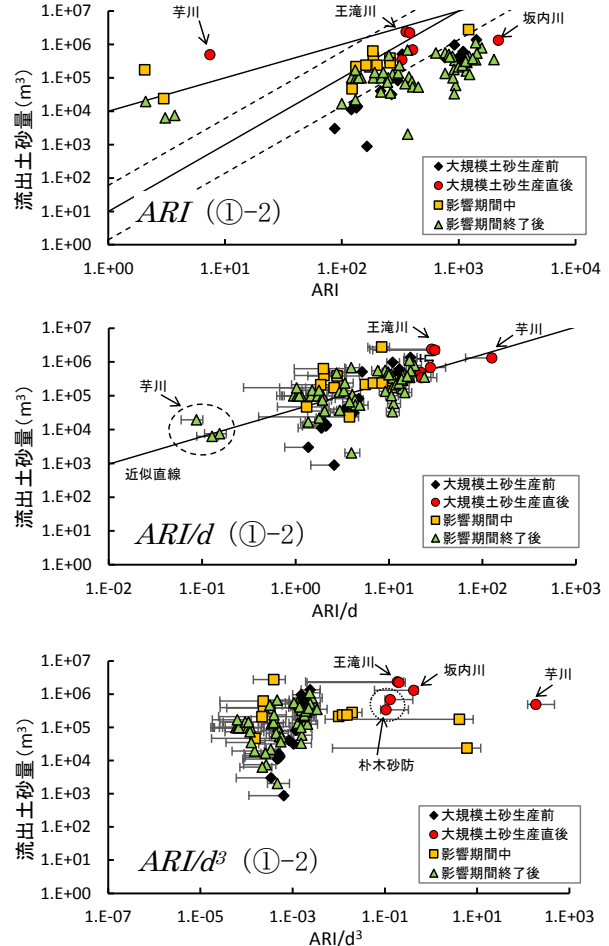 流出土砂量(m³)
1.E+07
1.E+06
1.E+05
1.E+04
1.E+03
1.E+02
1.E+01
1.E+00
芋川
王滝川
坂内川
ARI (①-2)
大規模土砂生産前
大規模土砂生産直後
影響期間中
影響期間終了後
1.E+00 1.E+01 1.E+02 1.E+03 1.E+04
ARI
流出土砂量(m³)
1.E+07
1.E+06
1.E+05
1.E+04
1.E+03
1.E+02
1.E+01
1.E+00
王滝川
芋川
芋川
近似直線
ARI/d (①-2)
大規模土砂生産前
大規模土砂生産直後
影響期間中
影響期間終了後
1.E-02 1.E-01 1.E+00 1.E+01 1.E+02 1.E+03
ARI/d
流出土砂量(m³)
1.E+07
1.E+06
1.E+05
1.E+04
1.E+03
1.E+02
1.E+01
1.E+00
王滝川
坂内川
芋川
朴木砂防
ARI/d³ (①-2)
大規模土砂生産前
大規模土砂生産直後
影響期間中
影響期間終了後
1.E-07 1.E-05 1.E-03 1.E-01 1.E+01 1.E+03
ARI/d³